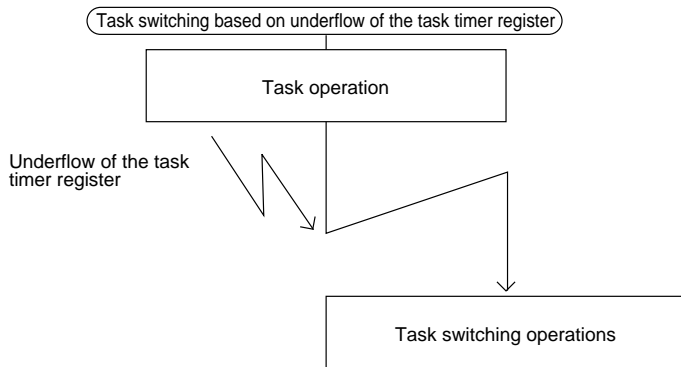 Task switching based on underflow of the task timer register
Task operation
Underflow of the task
timer register
Task switching operations